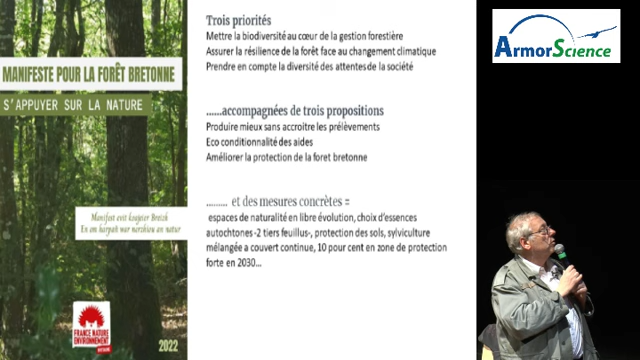 MANIFESTE POUR LA FORÊT BRETONNE
S'APPUYER SUR LA NATURE
Manifest evit koajeier Breizh
En em harpañ war nerzhioù an natur
FRANCE NATURE
ENVIRONNEMENT
2022
Trois priorités
Mettre la biodiversité au cœur de la gestion forestière
Assurer la résilience de la forêt face au changement climatique
Prendre en compte la diversité des attentes de la société
......accompagnées de trois propositions
Produire mieux sans accroitre les prélèvements
Eco conditionnalité des aides
Améliorer la protection de la foret bretonne
......... et des mesures concrètes =
espaces de naturalité en libre évolution, choix d'essences
autochtones -2 tiers feuillus-, protection des sols, sylviculture
mélangée a couvert continue, 10 pour cent en zone de protection
forte en 2030...
ARMORSCIENCE